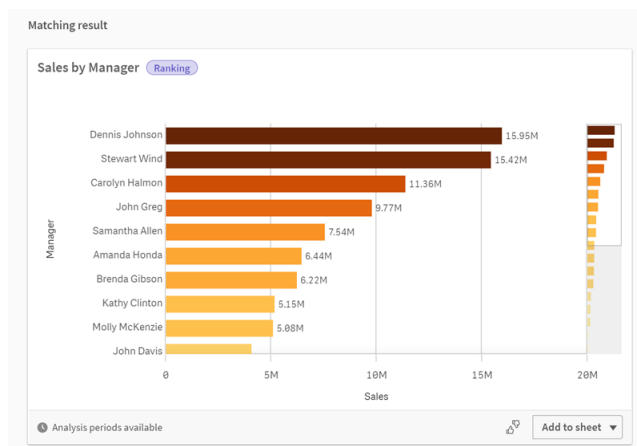 Matching result
Sales by Manager Ranking
Manager
Dennis Johnson 15.95M
Stewart Wind 15.42M
Carolyn Halmon 11.36M
John Greg 9.77M
Samantha Allen 7.54M
Amanda Honda 6.44M
Brenda Gibson 6.22M
Kathy Clinton 5.15M
Molly McKenzie 5.08M
John Davis
0 5M 10M 15M 20M
Sales
Analysis periods available Add to sheet